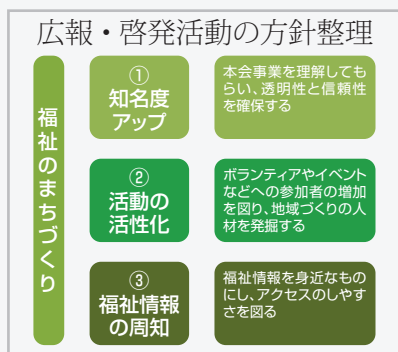 広報・啓発活動の方針整理
福祉のまちづくり
①
知名度
アップ
本会事業を理解しても
らい、透明性と信頼性
を確保する
②
活動の
活性化
ボランティアやイベント
などへの参加者の増加
を図り、地域づくりの人
材を発掘する
③
福祉情報
の周知
福祉情報を身近なもの
にし、アクセスのしやす
さを図る